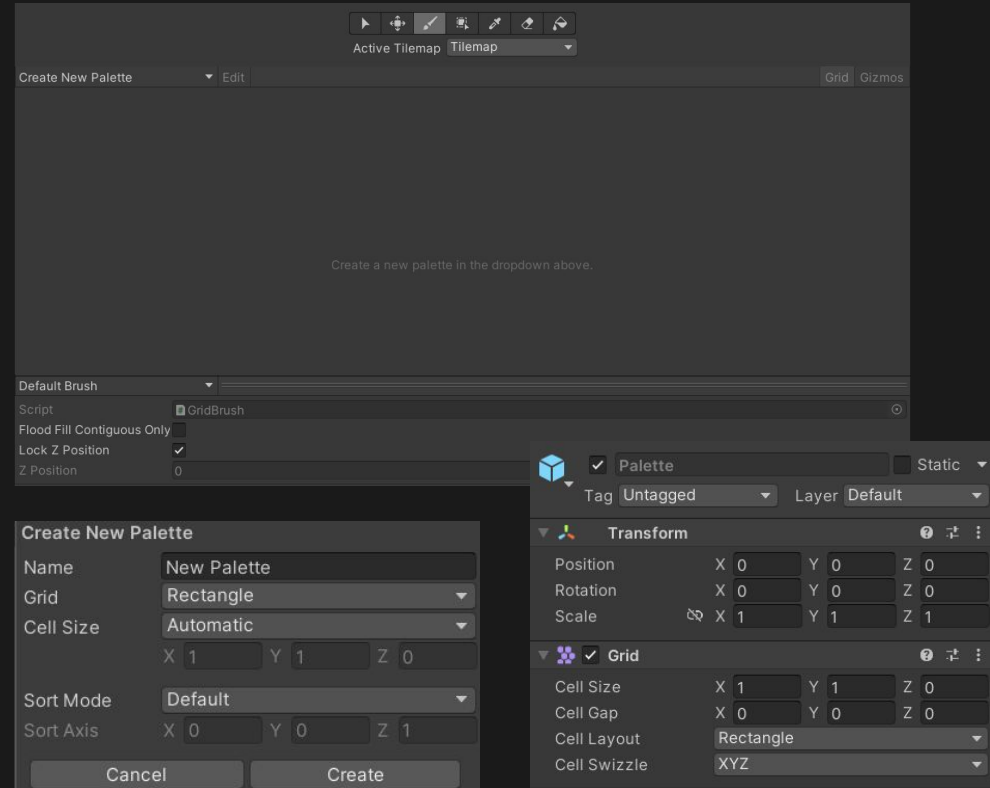 Active Tilemap Tilemap
Create New Palette Edit Grid Gizmos
Create a new palette in the dropdown above.
Default Brush
Script GridBrush
Flood Fill Contiguous Only
Lock Z Position
Z Position 0
Palette Static
Tag Untagged Layer Default
Transform
Position X 0 Y 0 Z 0
Rotation X 0 Y 0 Z 0
Scale X 1 Y 1 Z 1
Grid
Cell Size X 1 Y 1 Z 0
Cell Gap X 0 Y 0 Z 0
Cell Layout Rectangle
Cell Swizzle XYZ
Create New Palette
Name New Palette
Grid Rectangle
Cell Size Automatic
X 1 Y 1 Z 0
Sort Mode Default
Sort Axis X 0 Y 0 Z 1
Cancel Create